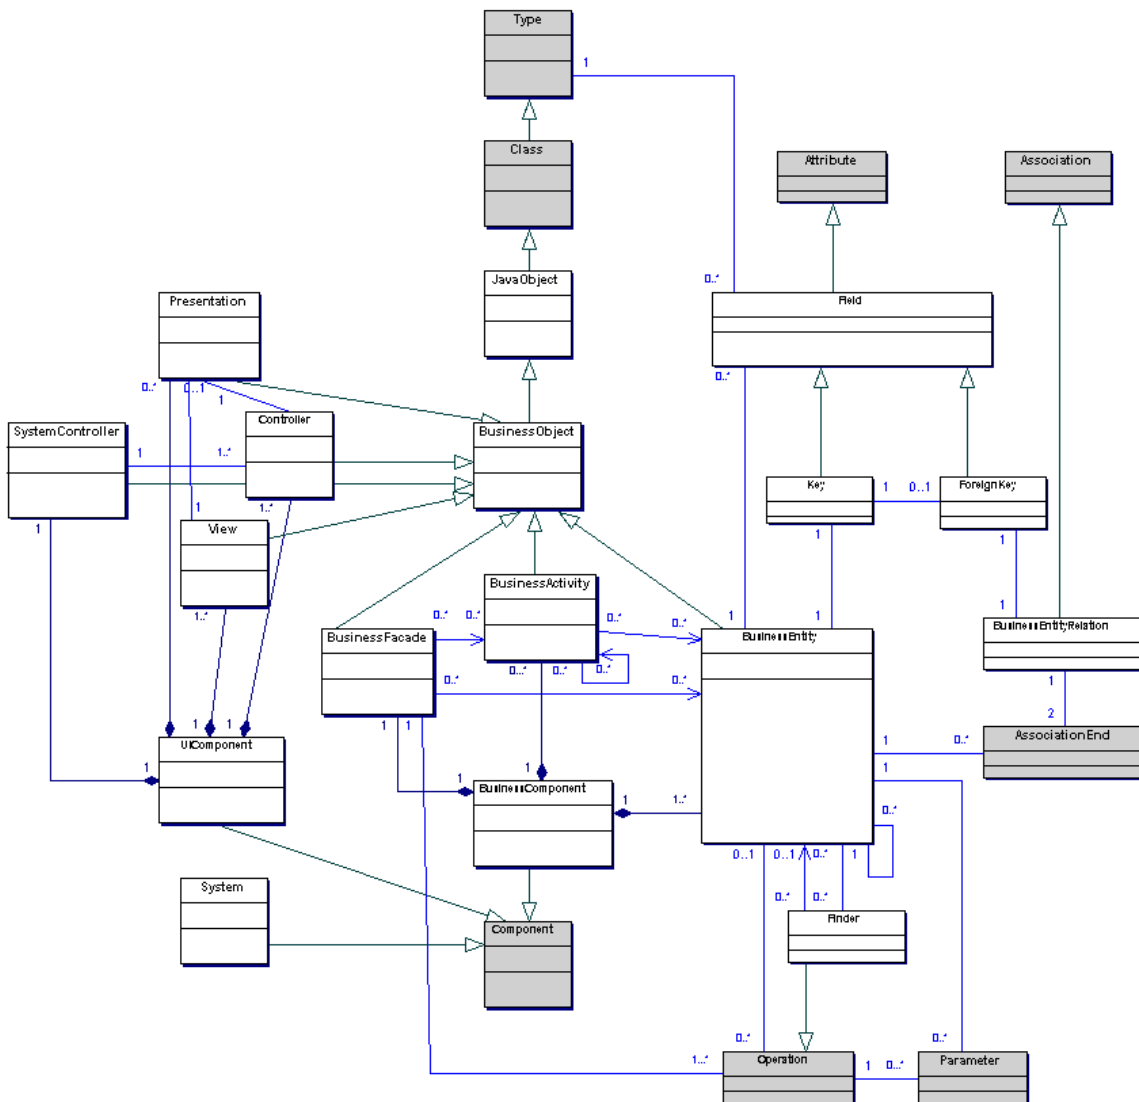 Type
1
Class
Attribute
Association
JavaObject
0..*
Presentation
Field
0..*
0..1
1
0..*
Controller
SystemController
BusinessObject
1
1..*
Key
1
0..1
ForeignKey
1..*
1
1
View
1
1
BusinessActivity
1..*
0..*
0..*
0..*
0..*
1
1
1
BusinessFacade
BusinessEntity
BusinessEntityRelation
0..*
0..*
0..*
0..*
0..*
1
1
1
1
1
1
2
UIComponent
AssociationEnd
1
0..*
1
1
1
BusinessComponent
1
1
1..*
0..*
0..1
0..1
0..*
1
System
0..*
0..*
Finder
Component
0..*
0..*
1..*
Operation
1
0..*
Parameter